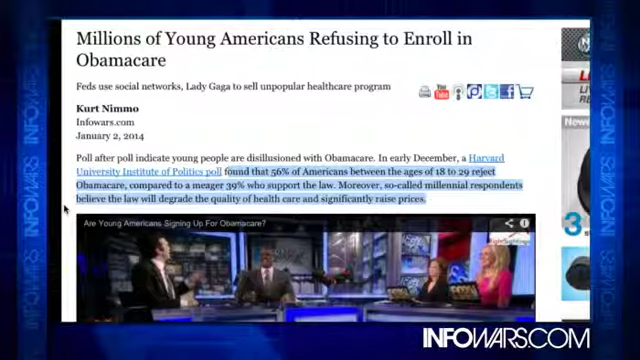 Millions of Young Americans Refusing to Enroll in
Obamacare
Feds use social networks, Lady Gaga to sell unpopular healthcare program
Kurt Nimmo
Infowars.com
January 2, 2014
Poll after poll indicate young people are disillusioned with Obamacare. In early December, a Harvard
University Institute of Politics poll found that 56% of Americans between the ages of 18 to 29 reject
Obamacare, compared to a meager 39% who support the law. Moreover, so-called millennial respondents
believe the law will degrade the quality of health care and significantly raise prices.
Are Young Americans Signing Up For Obamacare?
INFOWARS
INFOWARS
INFOWARS
INFOWARS.COM